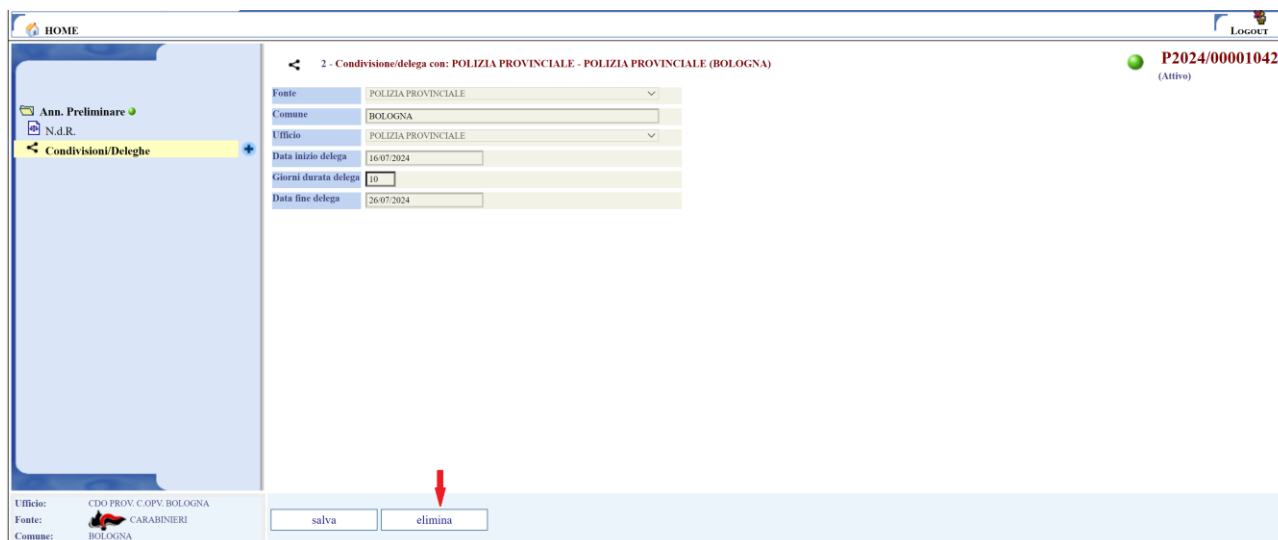 HOME
LOGOUT
2 - Condivisione/delega con: POLIZIA PROVINCIALE - POLIZIA PROVINCIALE (BOLOGNA)
P2024/00001042
(Attivo)
Ann. Preliminare
N.d.R.
Condivisioni/Deleghe
Fonte POLIZIA PROVINCIALE
Comune BOLOGNA
Ufficio POLIZIA PROVINCIALE
Data inizio delega 16/07/2024
Giorni durata delega 10
Data fine delega 26/07/2024
Ufficio: CDO PROV. C.OPV. BOLOGNA
Fonte: CARABINIERI
Comune: BOLOGNA
salva elimina